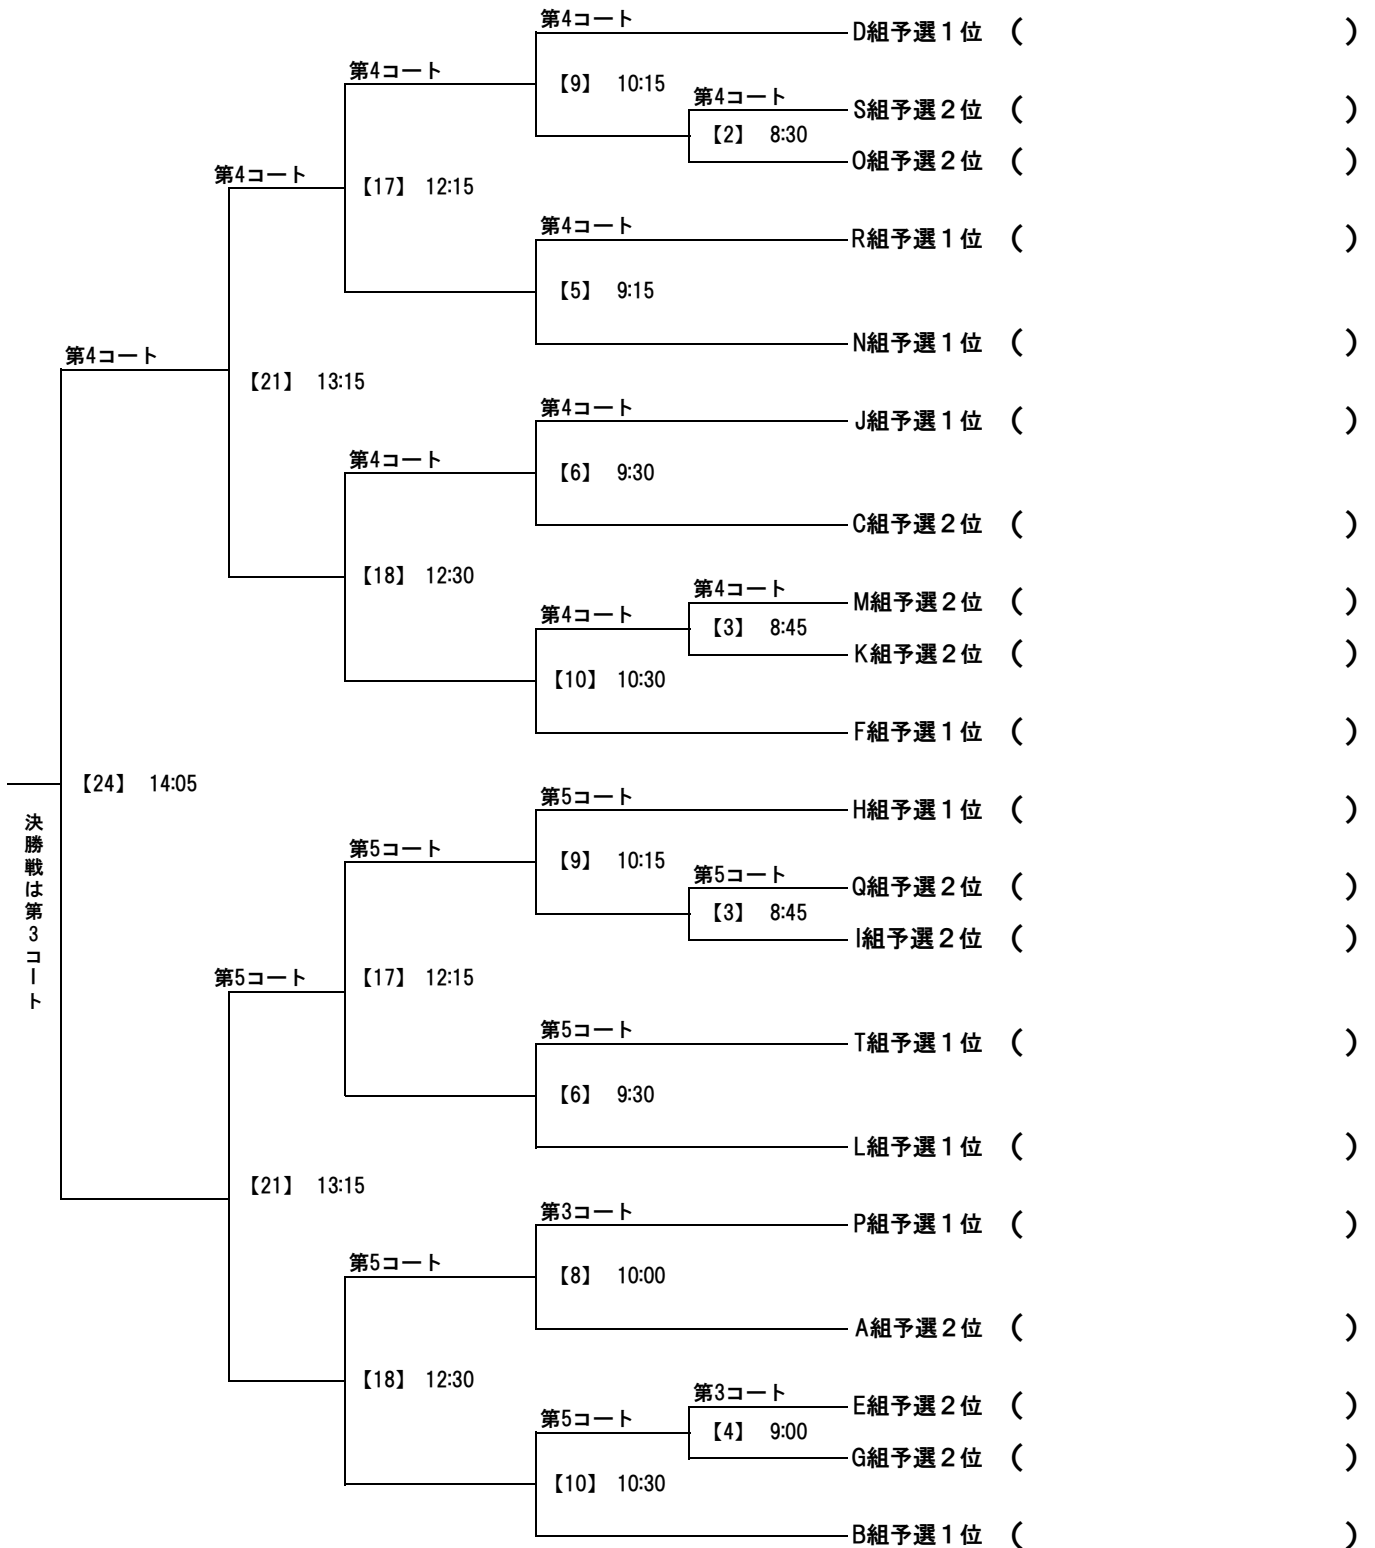 第4コート
D組予選1位 ( )
第4コート
【9】 10:15
第4コート
S組予選2位 ( )
【2】 8:30
O組予選2位 ( )
第4コート
【17】 12:15
第4コート
R組予選1位 ( )
【5】 9:15
N組予選1位 ( )
第4コート
【21】 13:15
第4コート
J組予選1位 ( )
第4コート
【6】 9:30
C組予選2位 ( )
【18】 12:30
第4コート
M組予選2位 ( )
第4コート
【3】 8:45
K組予選2位 ( )
【10】 10:30
F組予選1位 ( )
【24】 14:05
決勝戦は第3コート
第5コート
H組予選1位 ( )
第5コート
【9】 10:15
第5コート
Q組予選2位 ( )
【3】 8:45
I組予選2位 ( )
第5コート
【17】 12:15
第5コート
T組予選1位 ( )
【6】 9:30
L組予選1位 ( )
【21】 13:15
第3コート
P組予選1位 ( )
第5コート
【8】 10:00
A組予選2位 ( )
【18】 12:30
第3コート
E組予選2位 ( )
第5コート
【4】 9:00
G組予選2位 ( )
【10】 10:30
B組予選1位 ( )